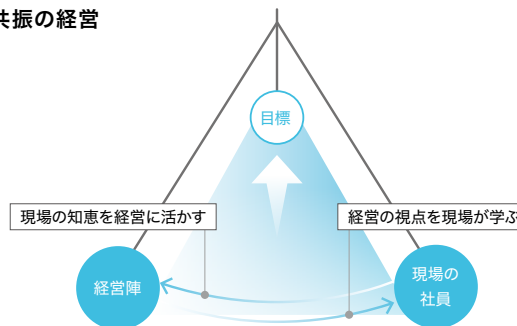 共振の経営
目標
現場の知恵を経営に活かす
経営の視点を現場が学ぶ
経営陣
現場の
社員